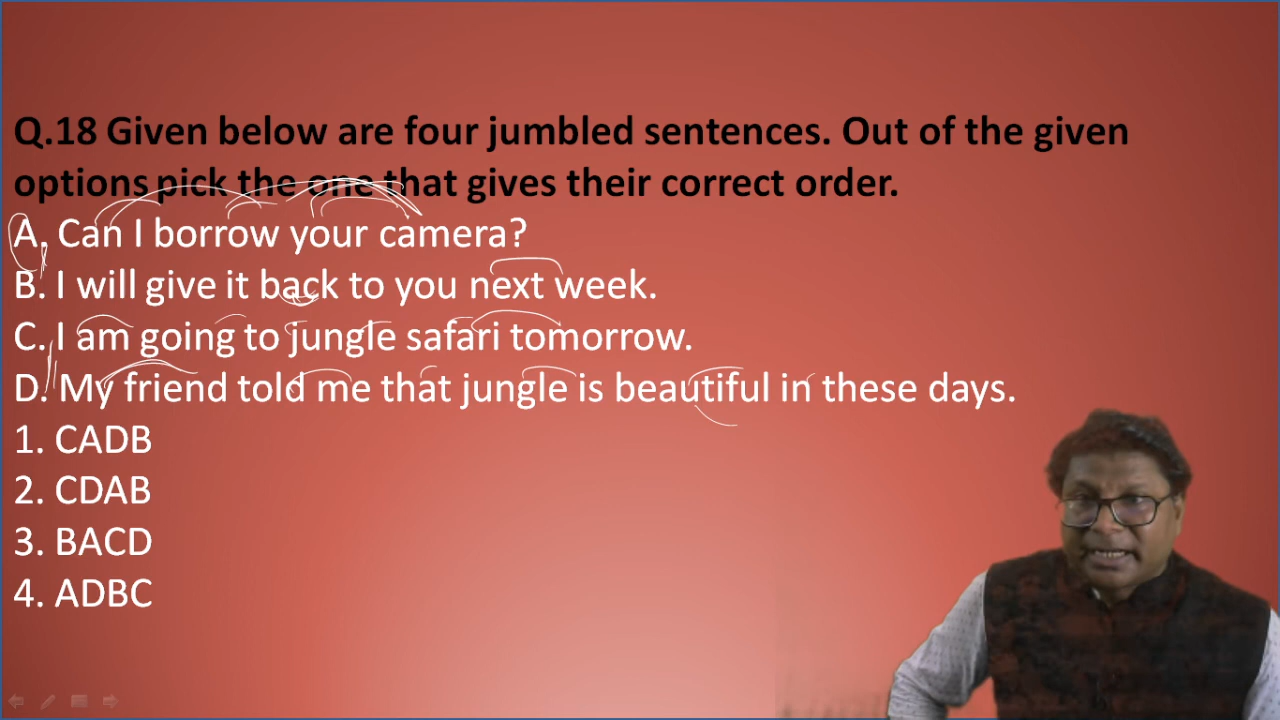 Q.18 Given below are four jumbled sentences. Out of the given
options pick the one that gives their correct order.
A. Can I borrow your camera?
B. I will give it back to you next week.
C. I am going to jungle safari tomorrow.
D. My friend told me that jungle is beautiful in these days.
1. CADB
2. CDAB
3. BACD
4. ADBC